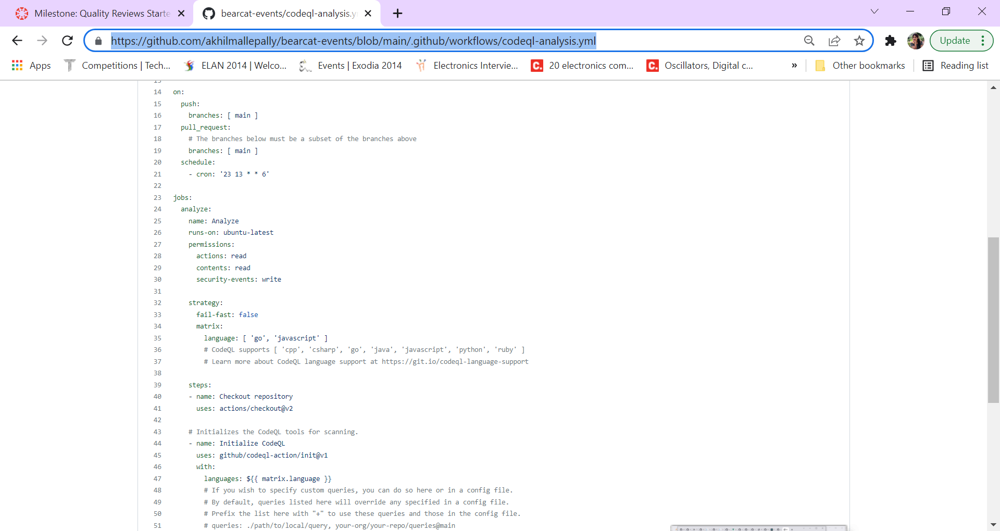 Milestone: Quality Reviews Starte
bearcat-events/codeql-analysis.y
https://github.com/akhilmallepally/bearcat-events/blob/main/.github/workflows/codeql-analysis.yml
Update
Apps
Competitions | Tech...
ELAN 2014 | Welco...
Events | Exodia 2014
Electronics Intervie...
20 electronics com...
Oscillators, Digital c...
»
Other bookmarks
Reading list
14 on:
15 push:
16 branches: [ main ]
17 pull_request:
18 # The branches below must be a subset of the branches above
19 branches: [ main ]
20 schedule:
21 - cron: '23 13 * * 6'
22
23 jobs:
24 analyze:
25 name: Analyze
26 runs-on: ubuntu-latest
27 permissions:
28 actions: read
29 contents: read
30 security-events: write
31
32 strategy:
33 fail-fast: false
34 matrix:
35 language: [ 'go', 'javascript' ]
36 # CodeQL supports [ 'cpp', 'csharp', 'go', 'java', 'javascript', 'python', 'ruby' ]
37 # Learn more about CodeQL language support at https://git.io/codeql-language-support
38
39 steps:
40 - name: Checkout repository
41 uses: actions/checkout@v2
42
43 # Initializes the CodeQL tools for scanning.
44 - name: Initialize CodeQL
45 uses: github/codeql-action/init@v1
46 with:
47 languages: ${{ matrix.language }}
48 # If you wish to specify custom queries, you can do so here or in a config file.
49 # By default, queries listed here will override any specified in a config file.
50 # Prefix the list here with "+" to use these queries and those in the config file.
51 # queries: ./path/to/local/query, your-org/your-repo/queries@main